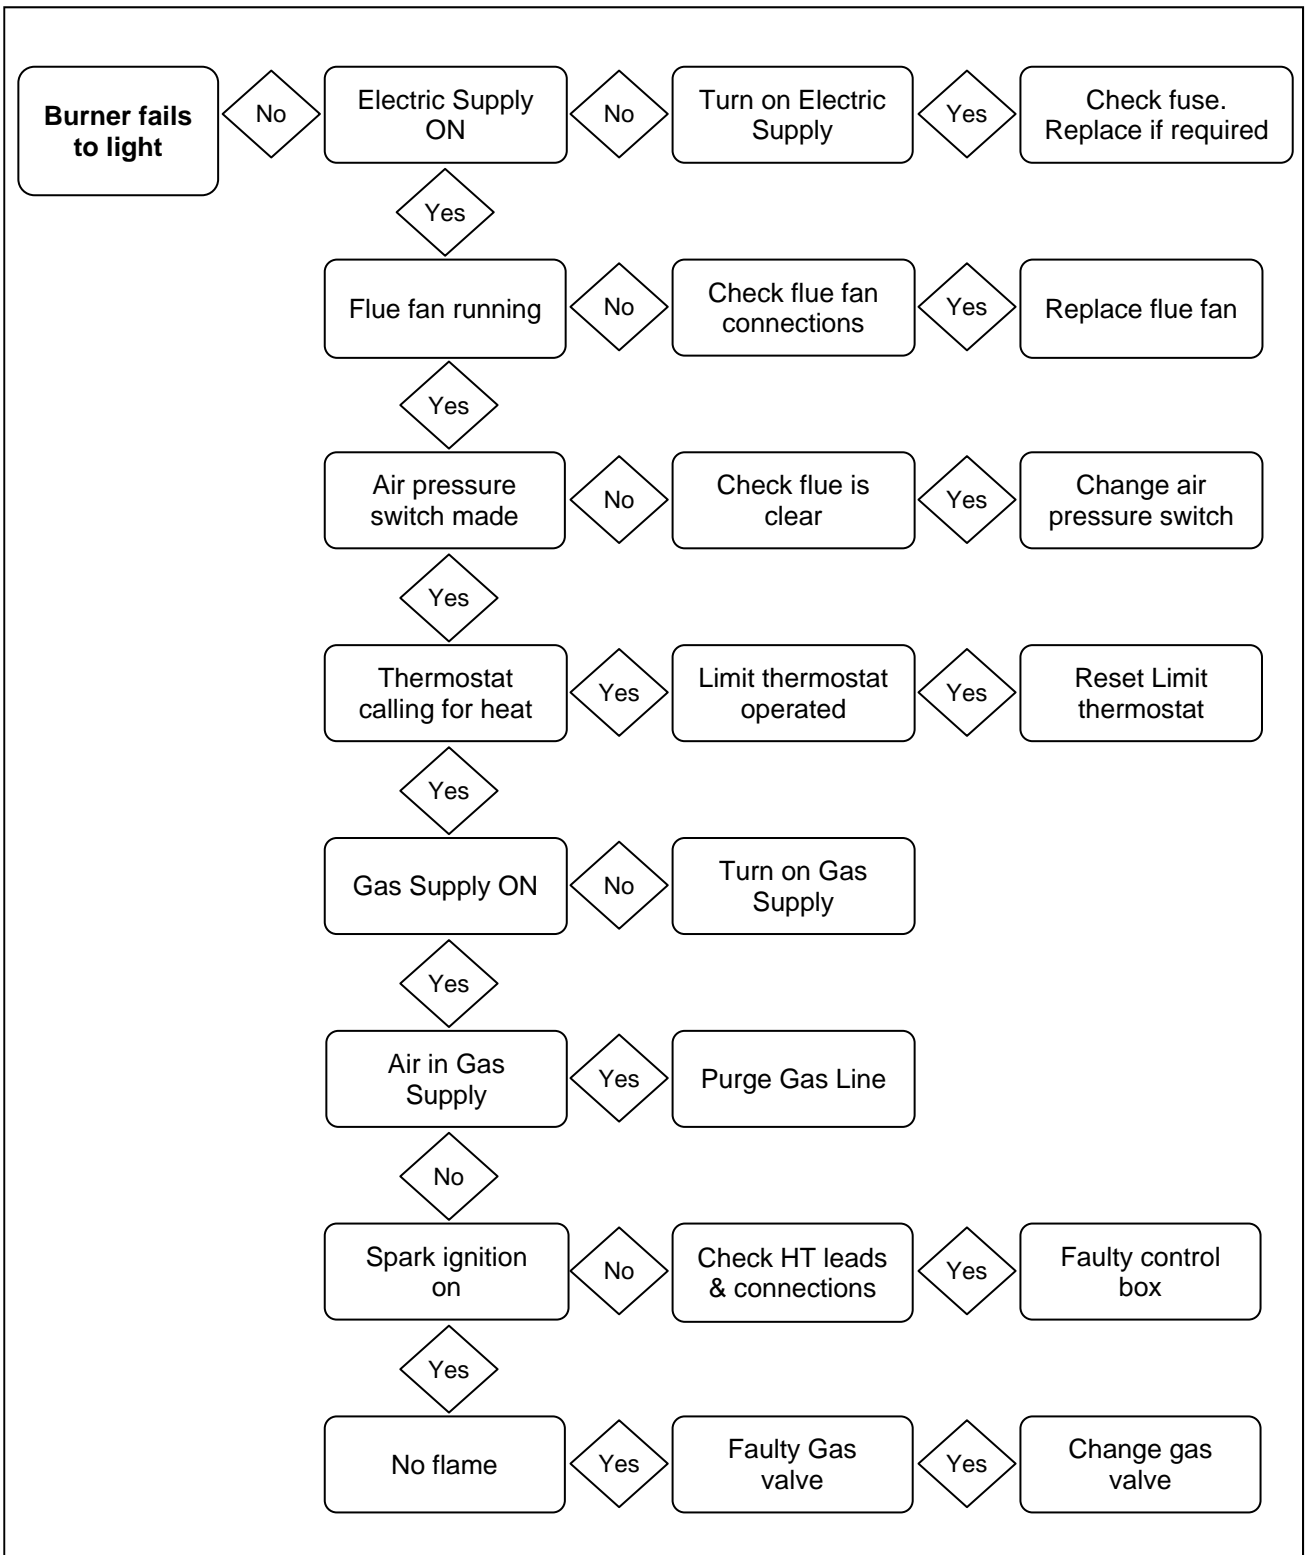 Burner fails
to light
No
Electric Supply
ON
No
Turn on Electric
Supply
Yes
Check fuse.
Replace if required
Yes
Flue fan running
No
Check flue fan
connections
Yes
Replace flue fan
Yes
Air pressure
switch made
No
Check flue is
clear
Yes
Change air
pressure switch
Yes
Thermostat
calling for heat
Yes
Limit thermostat
operated
Yes
Reset Limit
thermostat
Yes
Gas Supply ON
No
Turn on Gas
Supply
Yes
Air in Gas
Supply
Yes
Purge Gas Line
No
Spark ignition
on
No
Check HT leads
& connections
Yes
Faulty control
box
Yes
No flame
Yes
Faulty Gas
valve
Yes
Change gas
valve